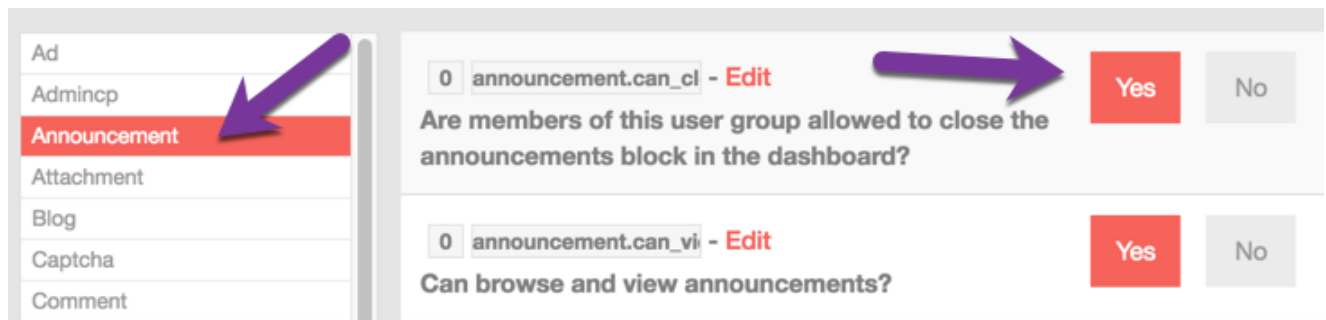 Ad
Admincp
Announcement
Attachment
Blog
Captcha
Comment
0 announcement.can_cl - Edit
Yes No
Are members of this user group allowed to close the
announcements block in the dashboard?
0 announcement.can_vi - Edit
Yes No
Can browse and view announcements?